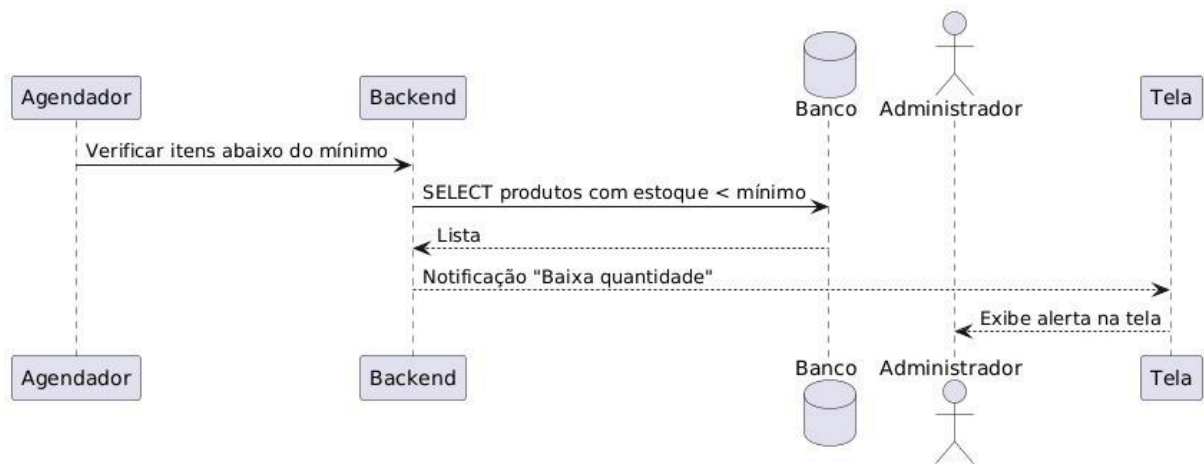 Agendador
Backend
Banco
Administrador
Tela
Verificar itens abaixo do mínimo
SELECT produtos com estoque < mínimo
Lista
Notificação "Baixa quantidade"
Exibe alerta na tela
Agendador
Backend
Banco
Administrador
Tela